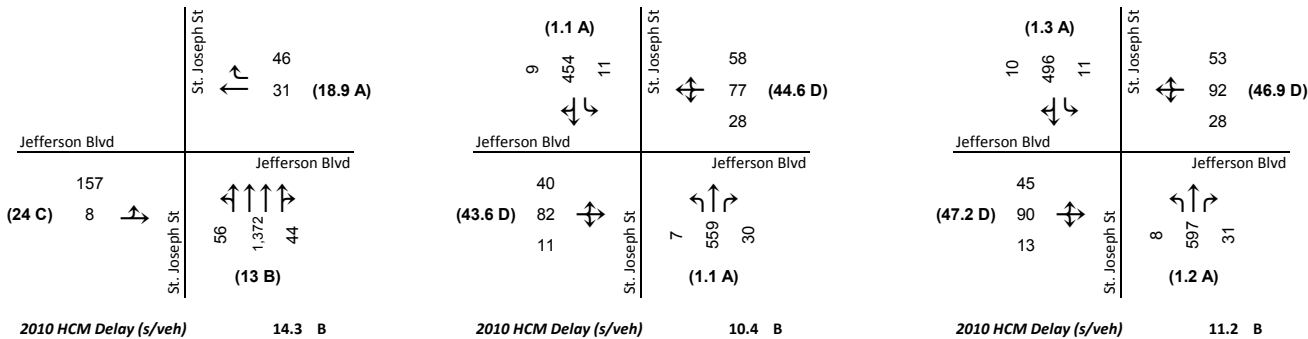 St. Joseph St
46
31 (18.9 A)
Jefferson Blvd
Jefferson Blvd
157
(24 C) 8
56 1,372 44
(13 B)
St. Joseph St
2010 HCM Delay (s/veh) 14.3 B
(1.1 A)
9 454 11
St. Joseph St
58
77 (44.6 D)
28
Jefferson Blvd
Jefferson Blvd
40
(43.6 D) 82
11
7 559 30
(1.1 A)
St. Joseph St
2010 HCM Delay (s/veh) 10.4 B
(1.3 A)
10 496 11
St. Joseph St
53
92 (46.9 D)
28
Jefferson Blvd
Jefferson Blvd
45
(47.2 D) 90
13
8 597 31
(1.2 A)
St. Joseph St
2010 HCM Delay (s/veh) 11.2 B